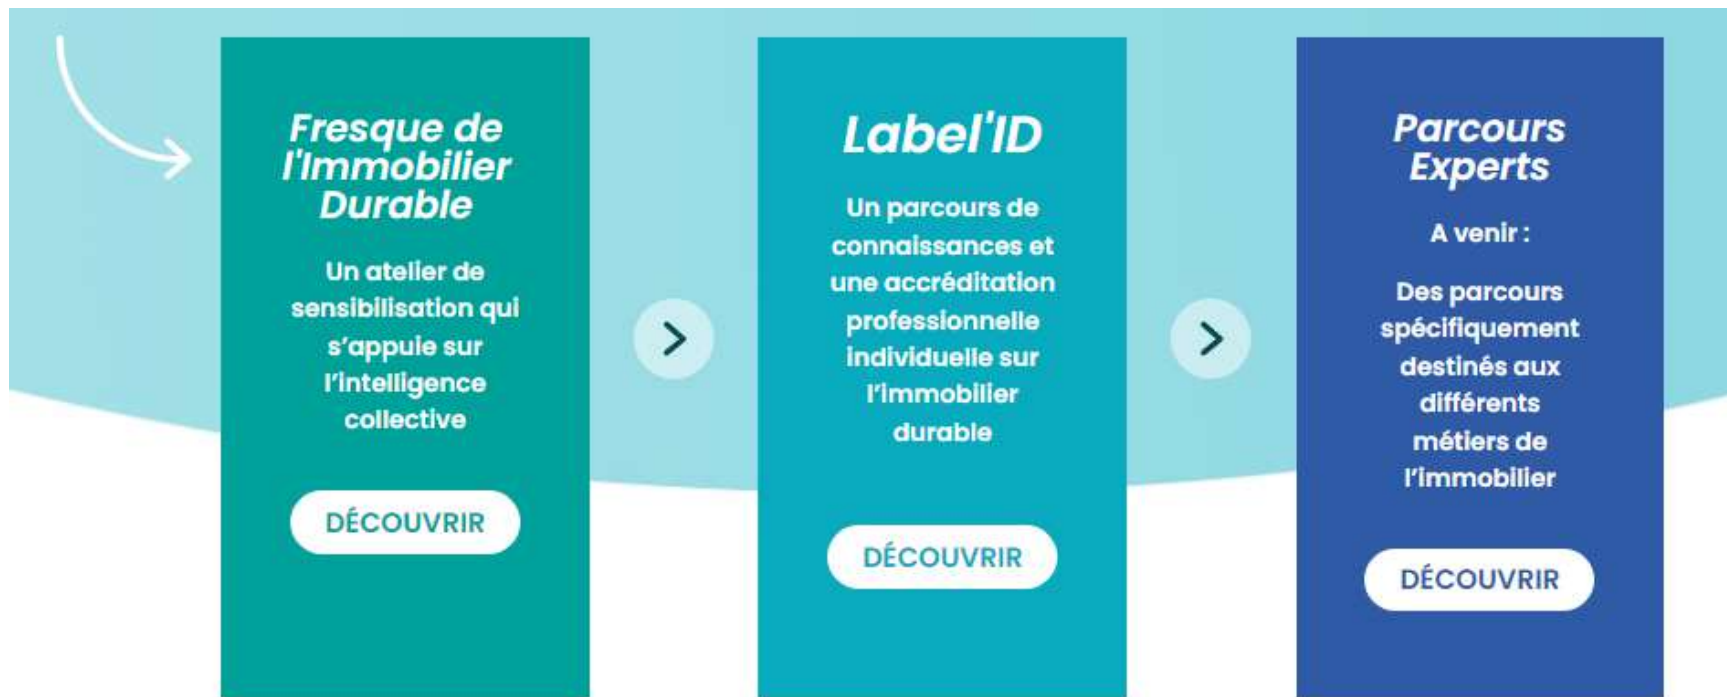 Fresque de
l'Immobilier
Durable
Un atelier de
sensibilisation qui
s’appuie sur
l’intelligence
collective
DÉCOUVRIR
Label'ID
Un parcours de
connaissances et
une accréditation
professionnelle
individuelle sur
l’immobilier
durable
DÉCOUVRIR
Parcours
Experts
A venir :
Des parcours
spécifiquement
destinés aux
différents
métiers de
l’immobilier
DÉCOUVRIR